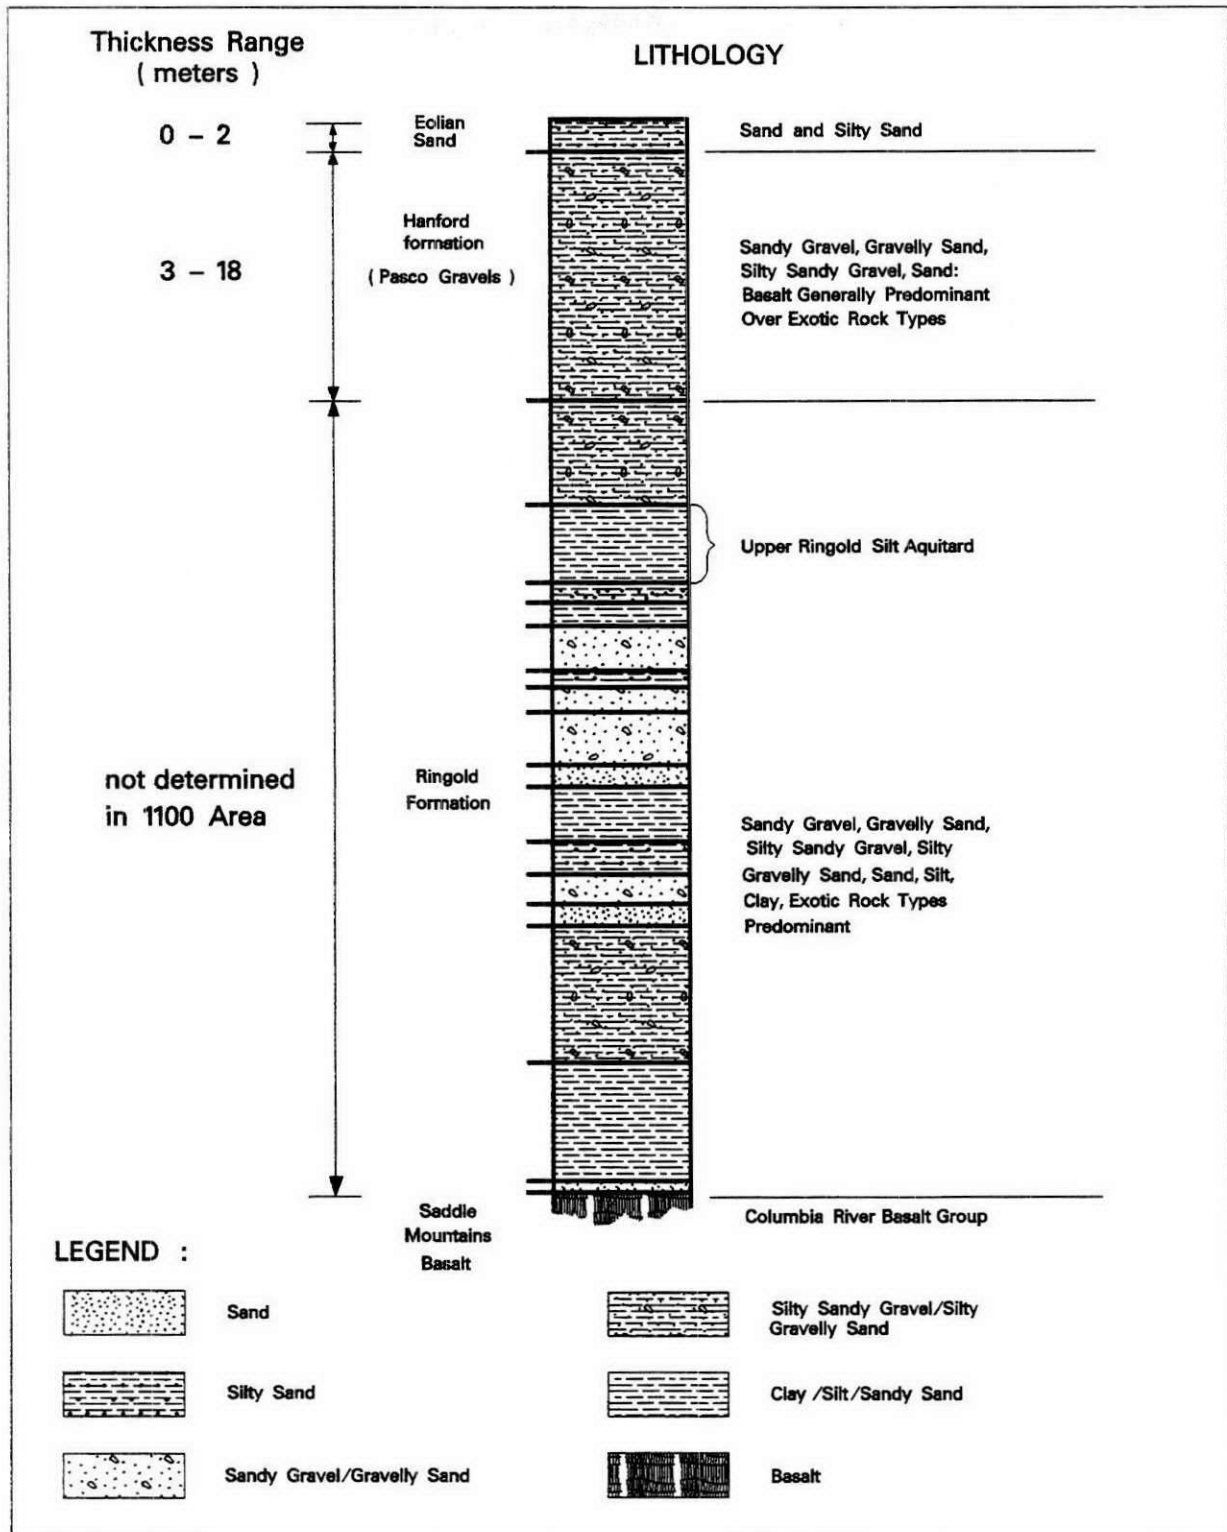 Thickness Range
( meters )
LITHOLOGY
0 – 2
Eolian
Sand
Sand and Silty Sand
3 – 18
Hanford
formation
( Pasco Gravels )
Sandy Gravel, Gravelly Sand,
Silty Sandy Gravel, Sand:
Basalt Generally Predominant
Over Exotic Rock Types
Upper Ringold Silt Aquitard
not determined
in 1100 Area
Ringold
Formation
Sandy Gravel, Gravelly Sand,
Silty Sandy Gravel, Silty
Gravelly Sand, Sand, Silt,
Clay, Exotic Rock Types
Predominant
Saddle
Mountains
Basalt
Columbia River Basalt Group
LEGEND :
Sand
Silty Sand
Sandy Gravel/Gravelly Sand
Silty Sandy Gravel/Silty
Gravelly Sand
Clay /Silt/Sandy Sand
Basalt